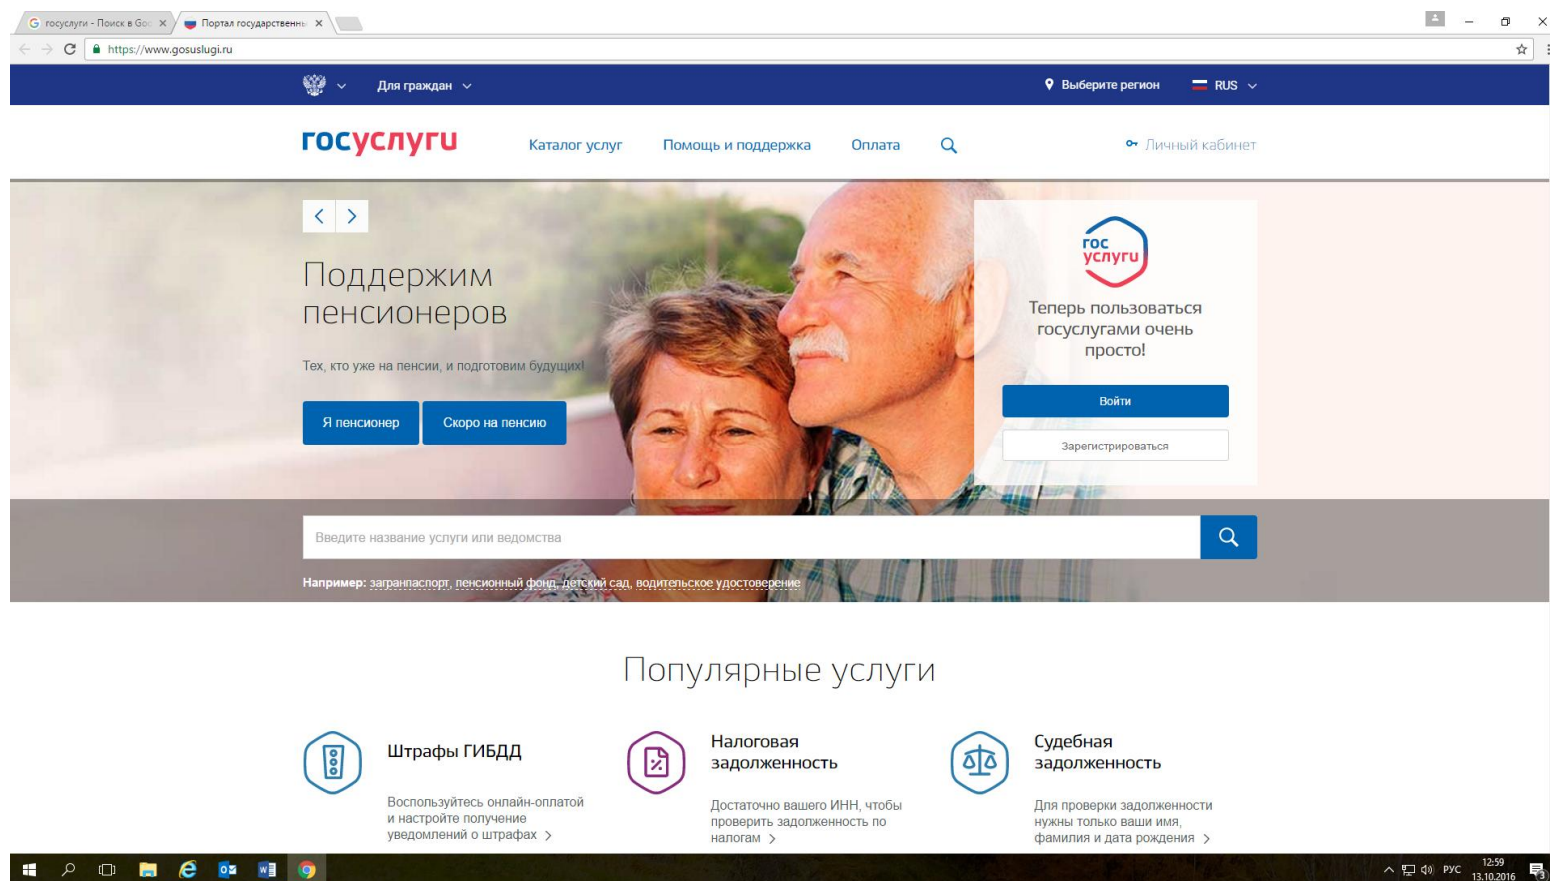 госуслуги - Поиск в Goo
Портал государственны
https://www.gosuslugi.ru
Для граждан
Выберите регион
RUS
госуслуги
Каталог услуг
Помощь и поддержка
Оплата
Личный кабинет
Поддержим
пенсионеров
Тех, кто уже на пенсии, и подготовим будущих!
Я пенсионер
Скоро на пенсию
гос
услуги
Теперь пользоваться
госуслугами очень
просто!
Войти
Зарегистрироваться
Введите название услуги или ведомства
Например: загранпаспорт, пенсионный фонд, детский сад, водительское удостоверение
Популярные услуги
Штрафы ГИБДД
Воспользуйтесь онлайн-оплатой
и настройте получение
уведомлений о штрафах >
Налоговая
задолженность
Достаточно вашего ИНН, чтобы
проверить задолженность по
налогам >
Судебная
задолженность
Для проверки задолженности
нужны только ваши имя,
фамилия и дата рождения >
РУС
12:59
13.10.2016
3